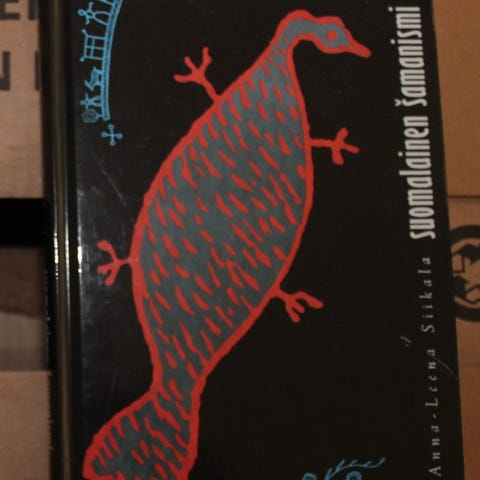 Anna-Leena Siikala
suomalainen šamanismi